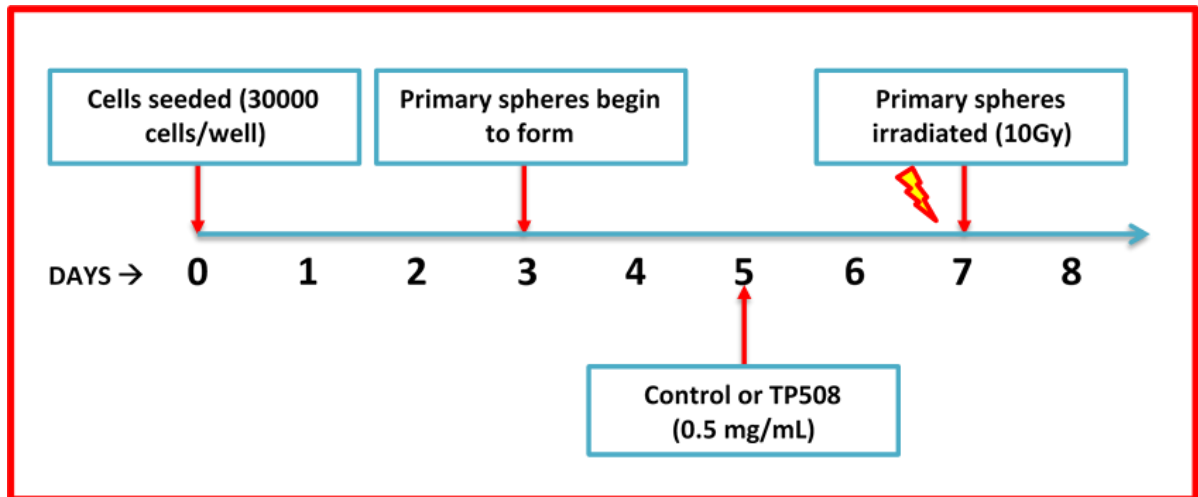 Cells seeded (30000
cells/well)
Primary spheres begin
to form
Primary spheres
irradiated (10Gy)
DAYS → 0 1 2 3 4 5 6 7 8
Control or TP508
(0.5 mg/mL)